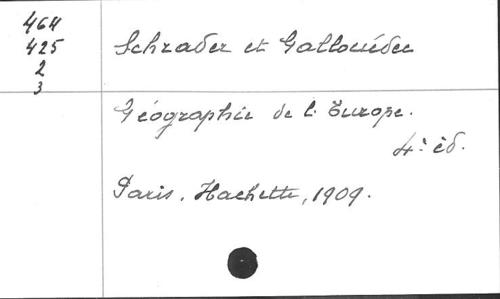 464
425
2
3
Schrader et Gallouédec
Géographie de l'Europe.
4e éd.
Paris, Hachette, 1909.